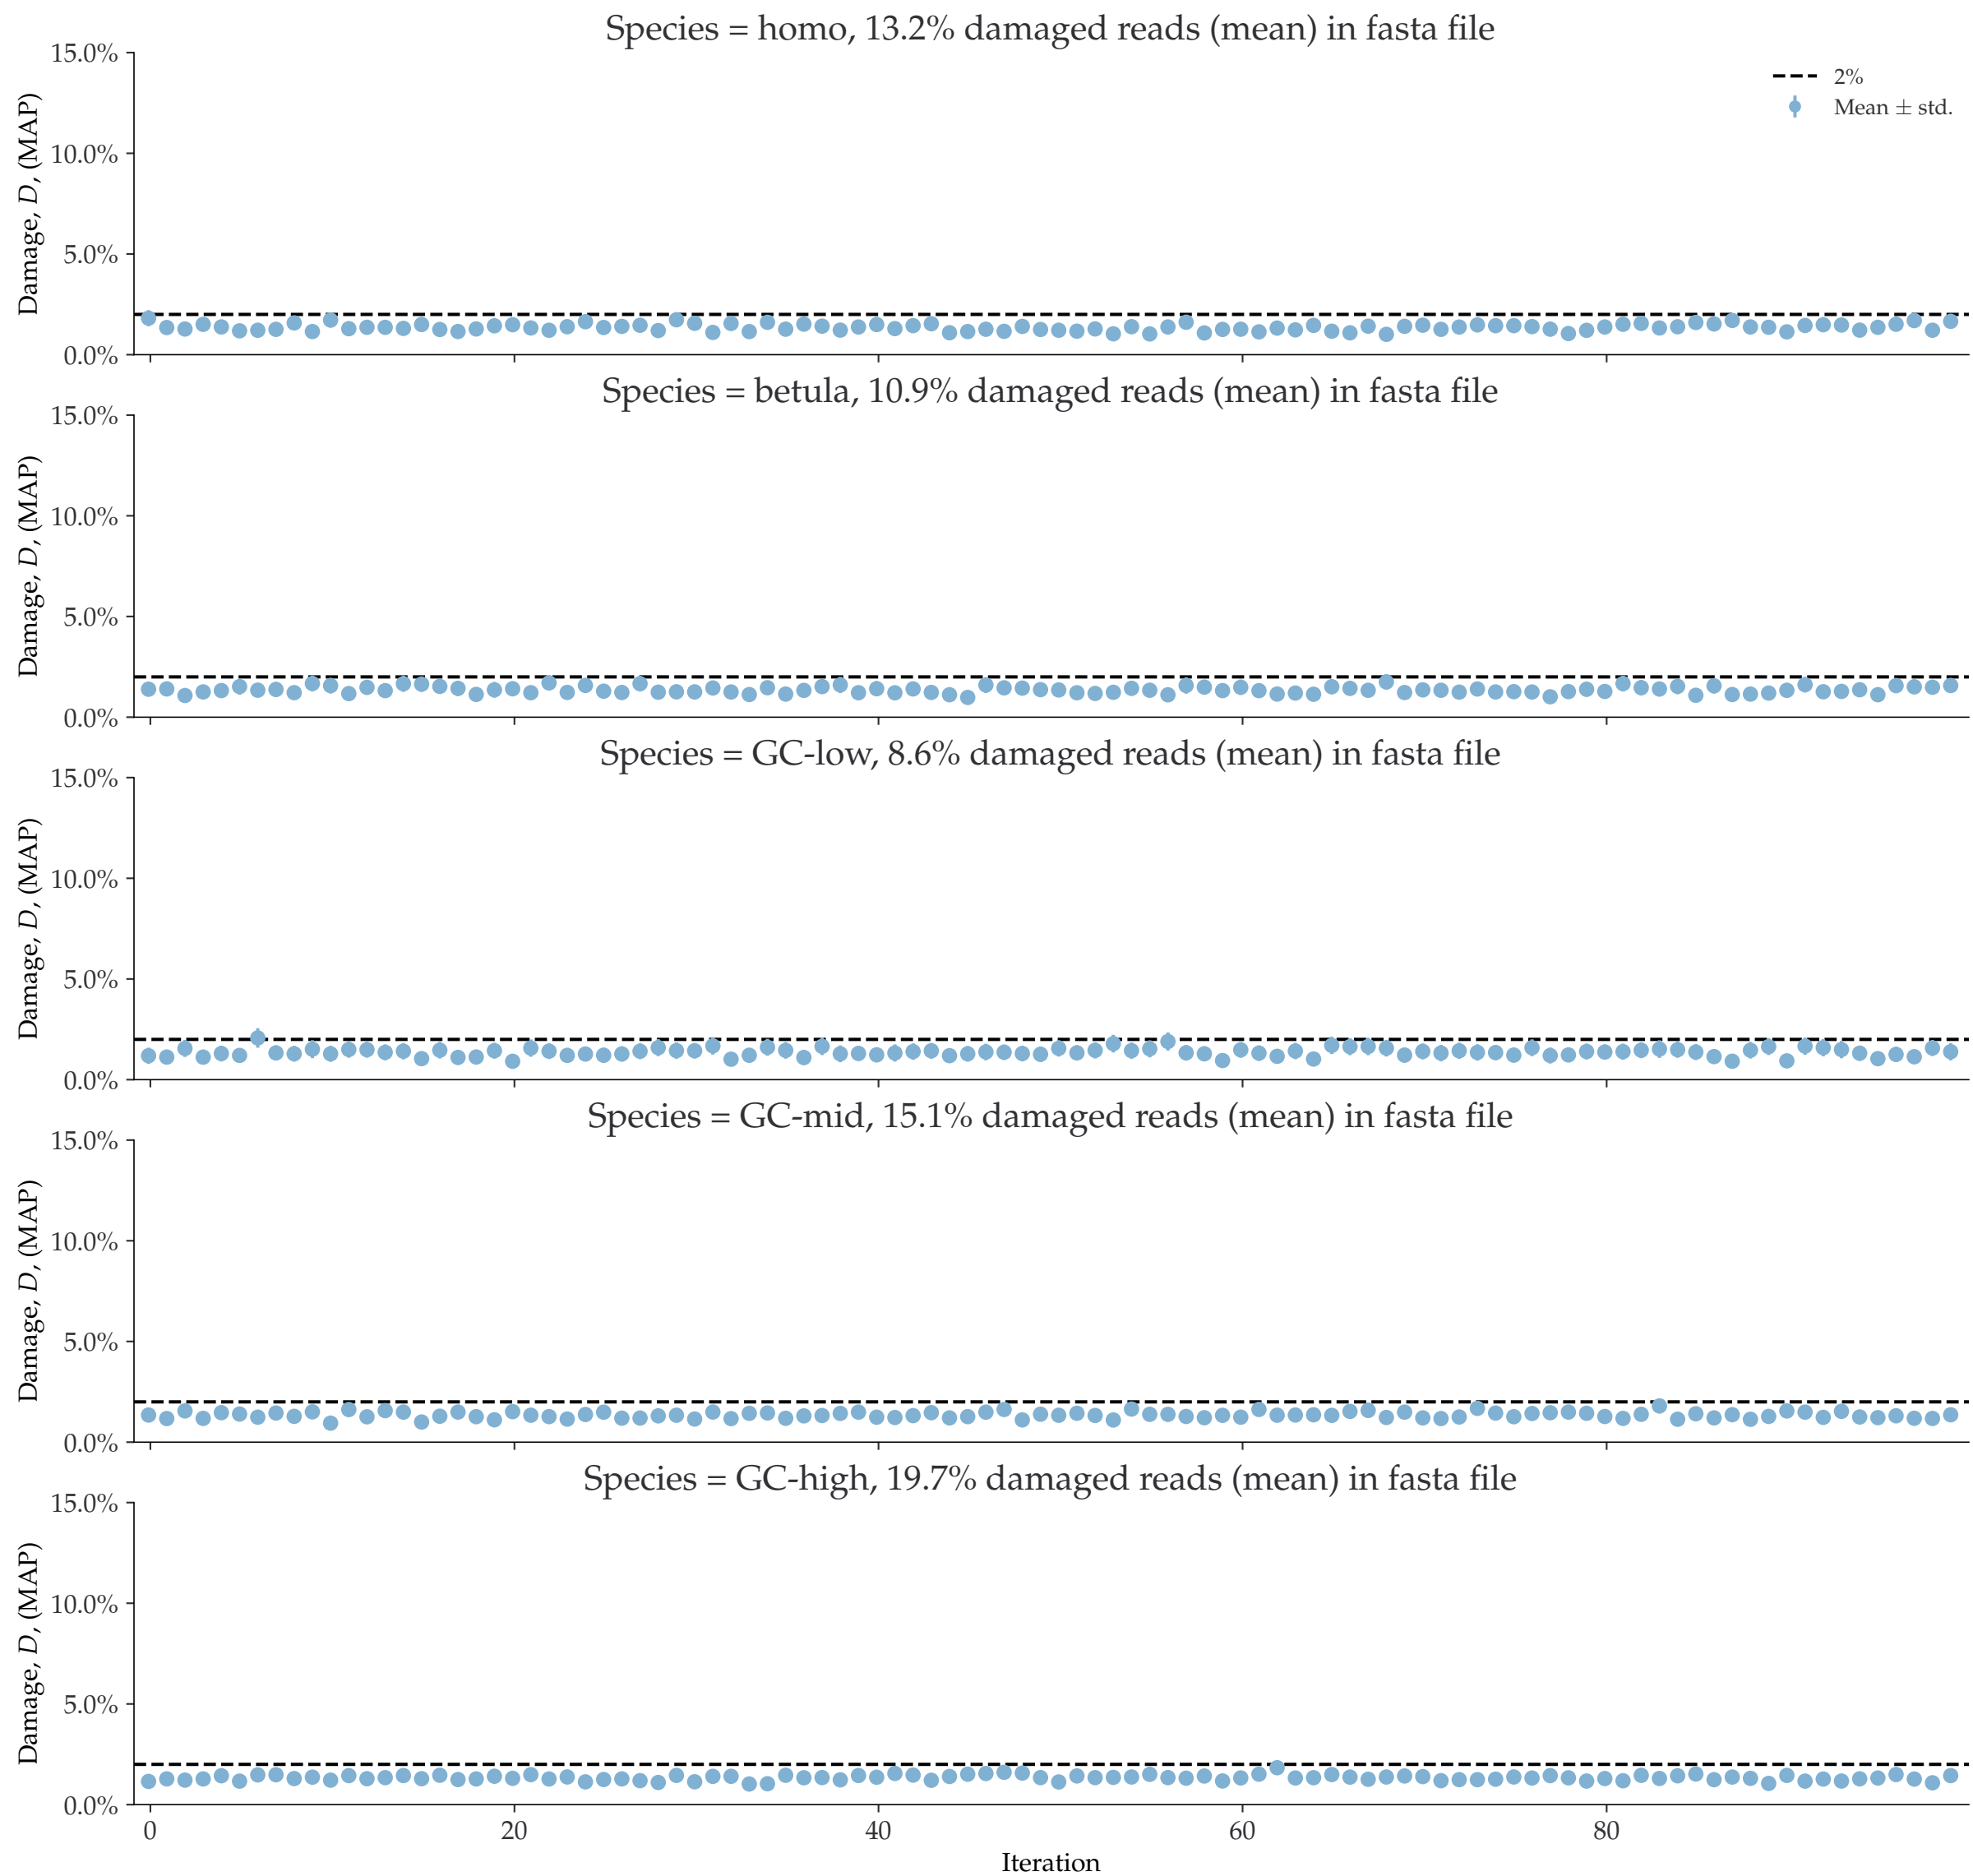 Species = homo, 13.2% damaged reads (mean) in fasta file
15.0%
10.0%
5.0%
0.0%
Damage, D, (MAP)
2%
Mean ± std.
Species = betula, 10.9% damaged reads (mean) in fasta file
15.0%
10.0%
5.0%
0.0%
Damage, D, (MAP)
Species = GC-low, 8.6% damaged reads (mean) in fasta file
15.0%
10.0%
5.0%
0.0%
Damage, D, (MAP)
Species = GC-mid, 15.1% damaged reads (mean) in fasta file
15.0%
10.0%
5.0%
0.0%
Damage, D, (MAP)
Species = GC-high, 19.7% damaged reads (mean) in fasta file
15.0%
10.0%
5.0%
0.0%
Damage, D, (MAP)
0 20 40 60 80
Iteration